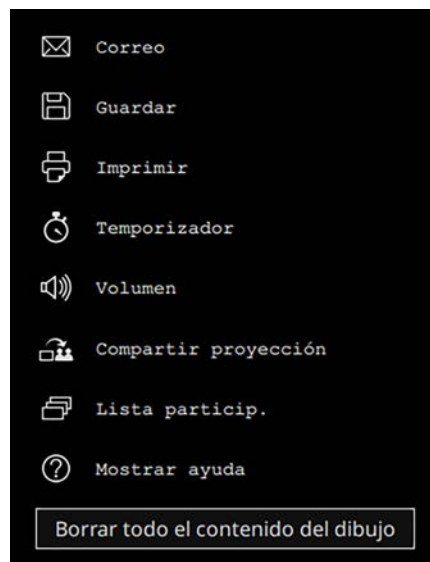 Correo
Guardar
Imprimir
Temporizador
Volumen
Compartir proyección
Lista particip.
Mostrar ayuda
Borrar todo el contenido del dibujo